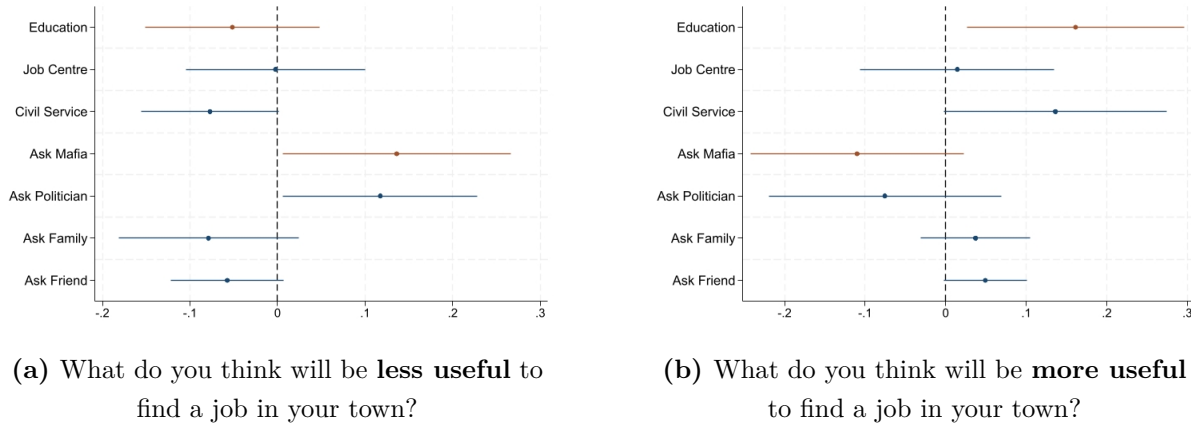 Education
Job Centre
Civil Service
Ask Mafia
Ask Politician
Ask Family
Ask Friend
-.2 -.1 0 .1 .2 .3
(a) What do you think will be less useful to
find a job in your town?
Education
Job Centre
Civil Service
Ask Mafia
Ask Politician
Ask Family
Ask Friend
-.2 -.1 0 .1 .2 .3
(b) What do you think will be more useful
to find a job in your town?